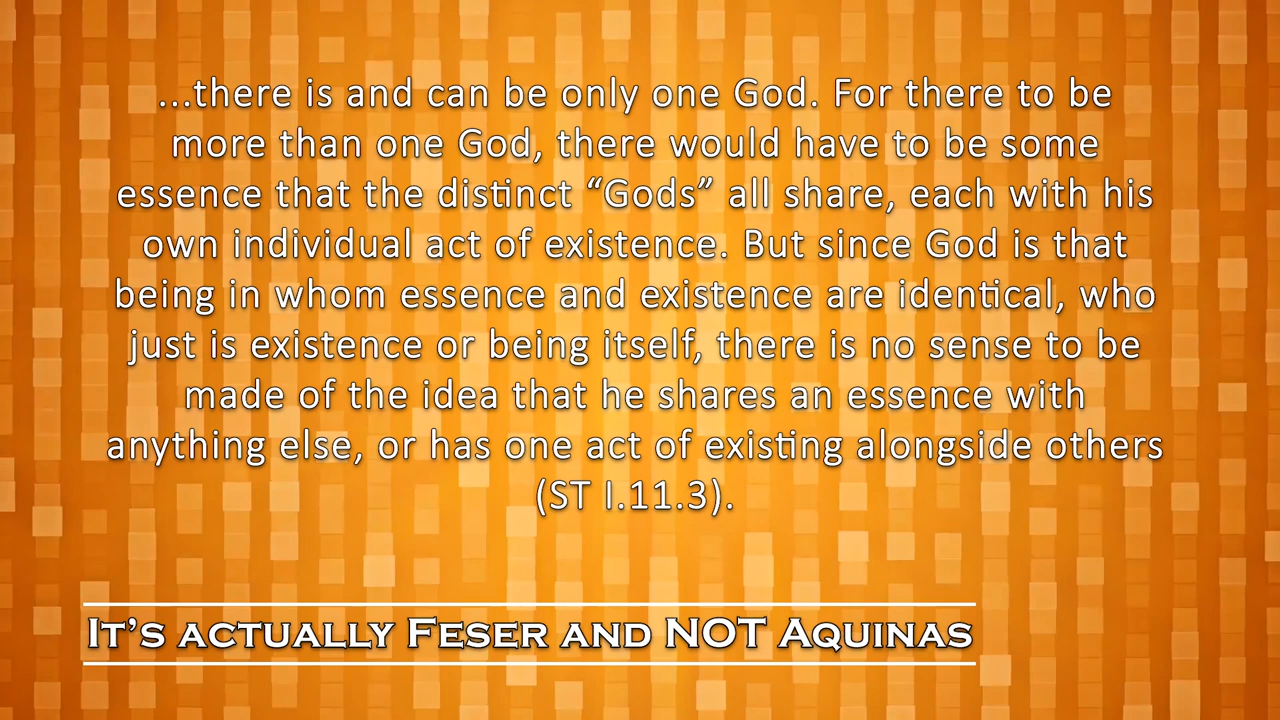 ...there is and can be only one God. For there to be
more than one God, there would have to be some
essence that the distinct “Gods” all share, each with his
own individual act of existence. But since God is that
being in whom essence and existence are identical, who
just is existence or being itself, there is no sense to be
made of the idea that he shares an essence with
anything else, or has one act of existing alongside others
(ST I.11.3).
It’s actually Feser and NOT Aquinas